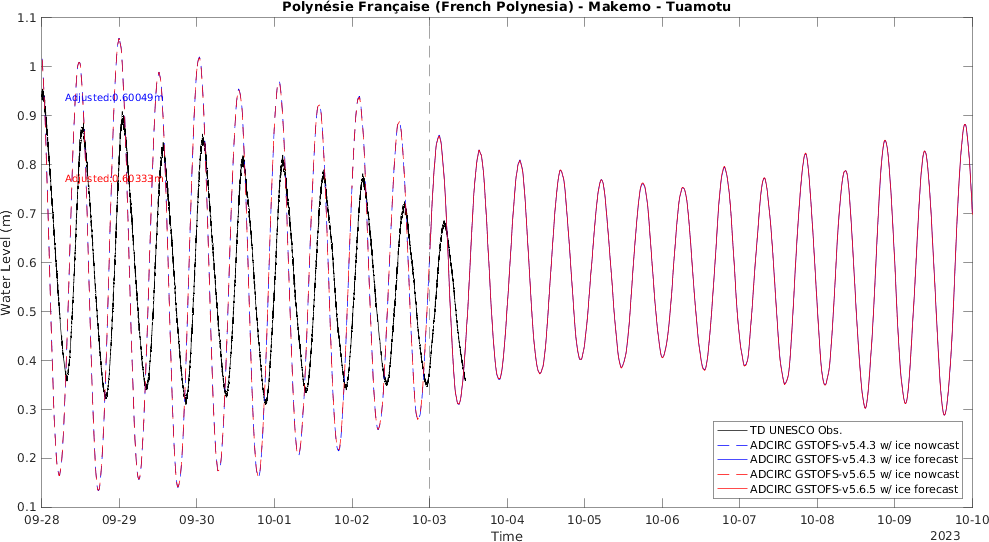 Polynésie Française (French Polynesia) - Makemo - Tuamotu
1.1
1
0.9
0.8
0.7
0.6
0.5
0.4
0.3
0.2
0.1
Water Level (m)
Adjusted:0.60049m
Adjusted:0.60333m
TD UNESCO Obs.
ADCIRC GSTOFS-v5.4.3 w/ ice nowcast
ADCIRC GSTOFS-v5.4.3 w/ ice forecast
ADCIRC GSTOFS-v5.6.5 w/ ice nowcast
ADCIRC GSTOFS-v5.6.5 w/ ice forecast
09-28 09-29 09-30 10-01 10-02 10-03 10-04 10-05 10-06 10-07 10-08 10-09 10-10
Time
2023